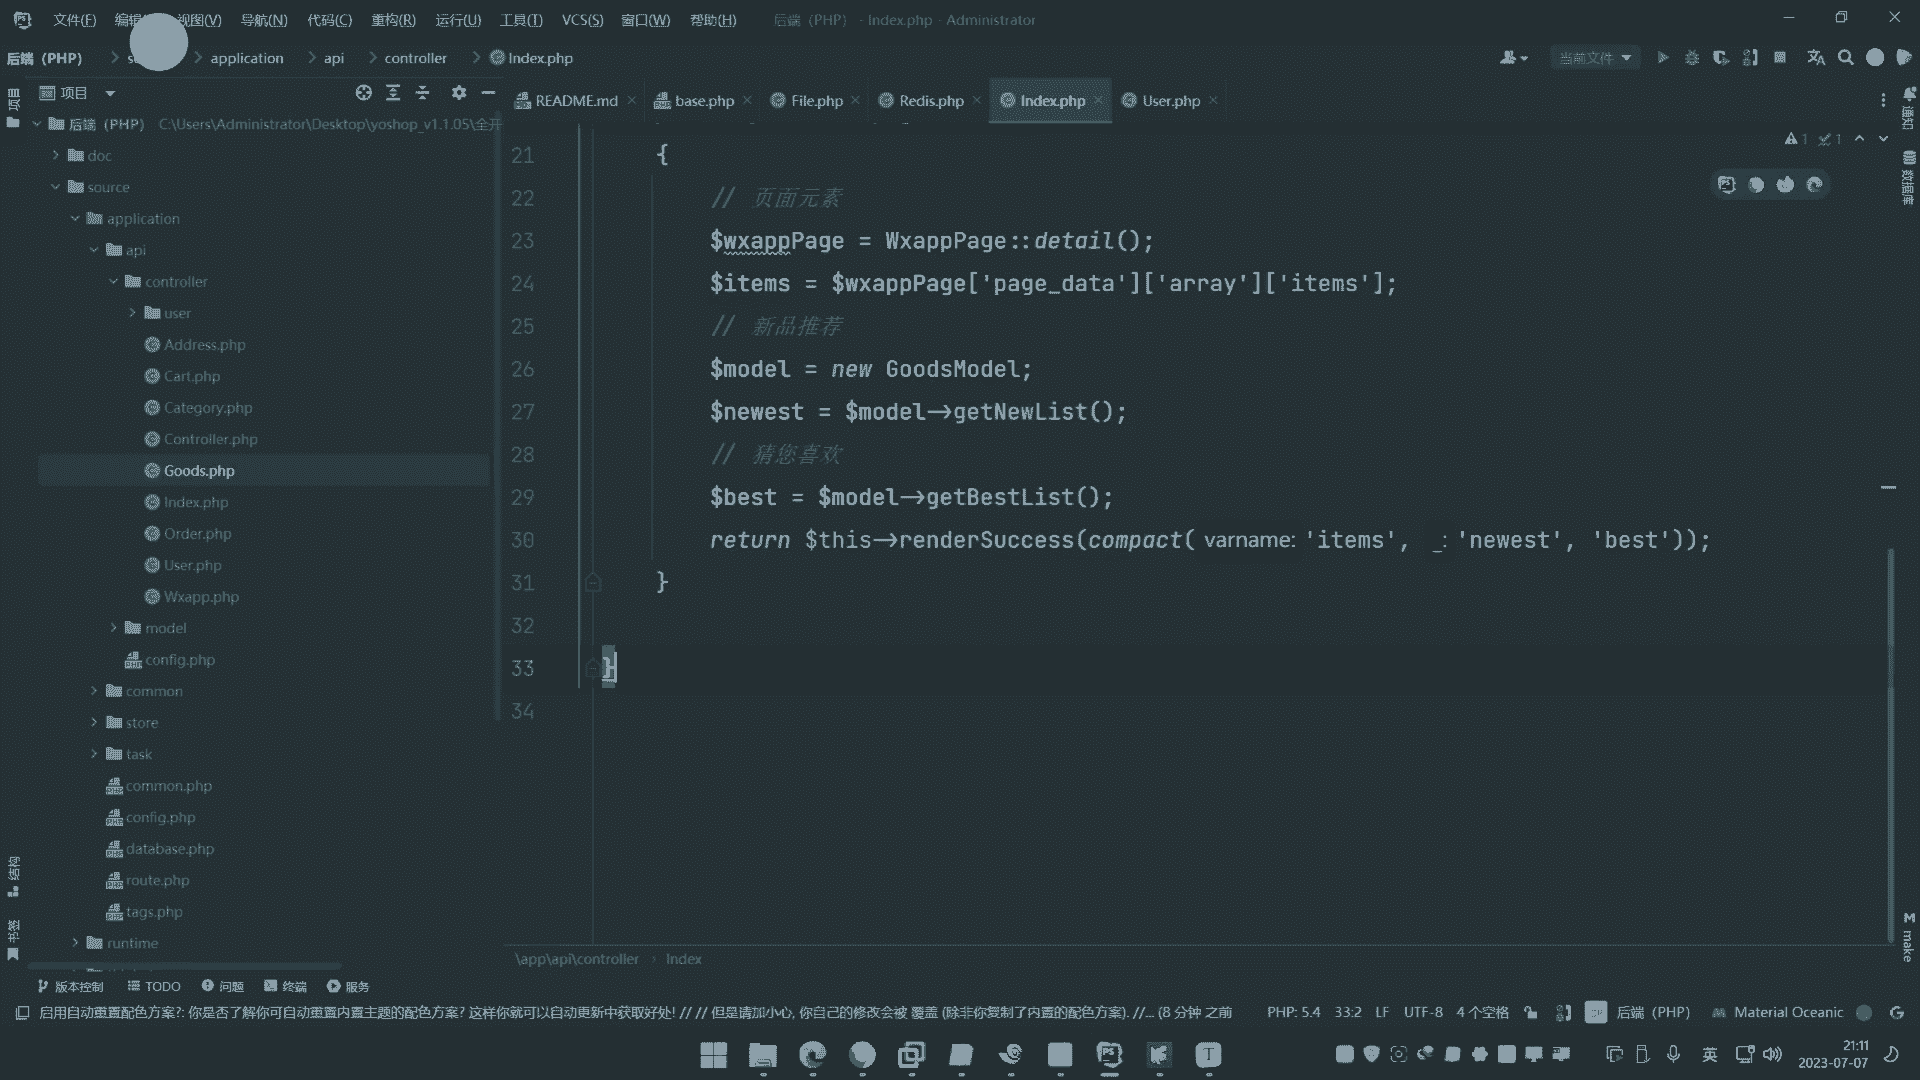 文件(F) 视图(V) 导航(N) 代码(C) 重构(R) 运行(U) 工具(T) VCS(S) 窗口(W) 帮助(H) 后端 (PHP) - Index.php - Administrator
后端 (PHP) application api controller Index.php 当前文件
项目
README.md base.php File.php Redis.php Index.php User.php
后端 (PHP) C:\Users\Administrator\Desktop\yoshop_v1.1.05\全开
doc
source
application
api
controller
user
Address.php
Cart.php
Category.php
Controller.php
Goods.php
Index.php
Order.php
User.php
Wxapp.php
model
config.php
common
store
task
common.php
config.php
database.php
route.php
tags.php
runtime
项目
结构
书签
1 1
21 {
22 // 页面元素
23 $wxappPage = WxappPage::detail();
24 $items = $wxappPage['page_data']['array']['items'];
25 // 新品推荐
26 $model = new GoodsModel;
27 $newest = $model->getNewList();
28 // 猜您喜欢
29 $best = $model->getBestList();
30 return $this->renderSuccess(compact( varname: 'items', _: 'newest', 'best'));
31 }
32
33 }
34
通知
数据库
make
\app\api\controller › Index
版本控制 TODO 问题 终端 服务
启用自动重置配色方案?: 你是否了解你可自动重置内置主题的配色方案? 这样你就可以自动更新中获取好处! // // 但是请加小心, 你自己的修改会被 覆盖 (除非你复制了内置的配色方案). //... (8 分钟 之前 PHP: 5.4 33:2 LF UTF-8 4 个空格 后端 (PHP) Material Oceanic
英 21:11
2023-07-07